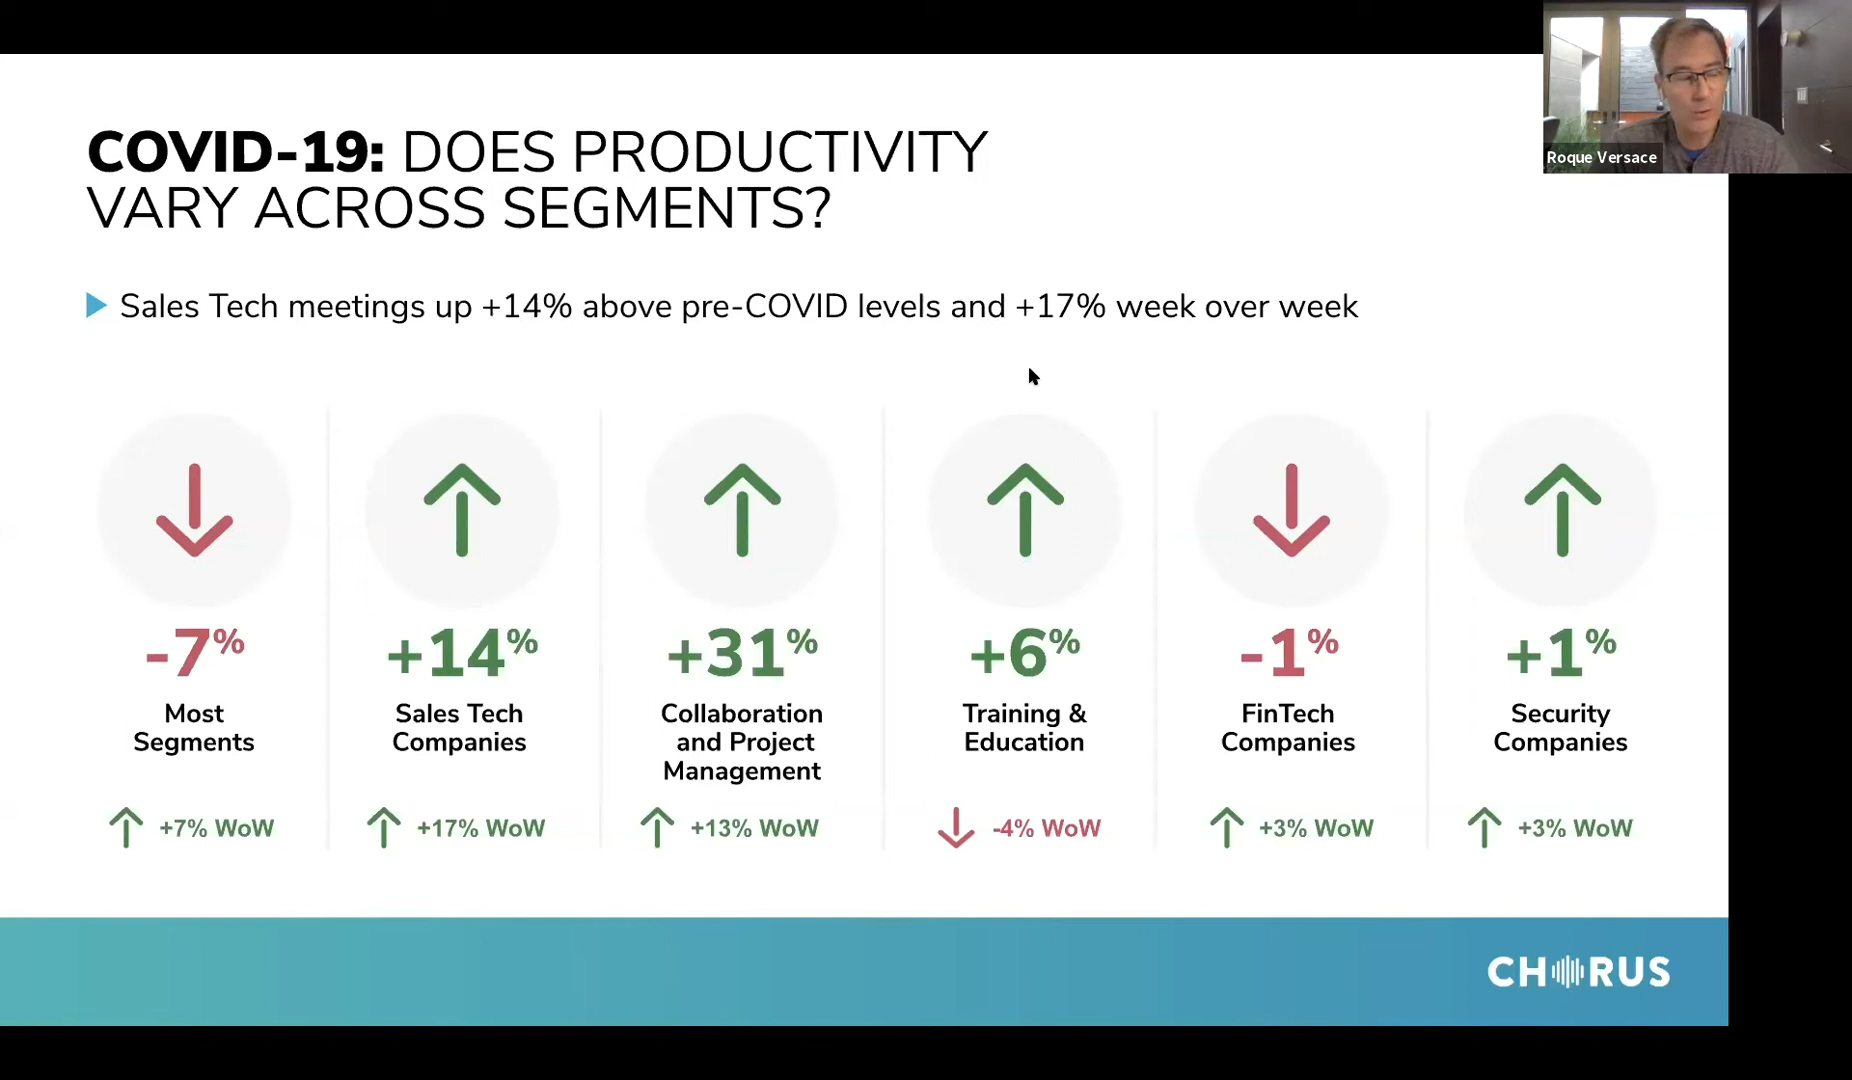 Roque Versace
COVID-19: DOES PRODUCTIVITY
VARY ACROSS SEGMENTS?
Sales Tech meetings up +14% above pre-COVID levels and +17% week over week
-7%
Most
Segments
+7% WoW
+14%
Sales Tech
Companies
+17% WoW
+31%
Collaboration
and Project
Management
+13% WoW
+6%
Training &
Education
-4% WoW
-1%
FinTech
Companies
+3% WoW
+1%
Security
Companies
+3% WoW
CHORUS